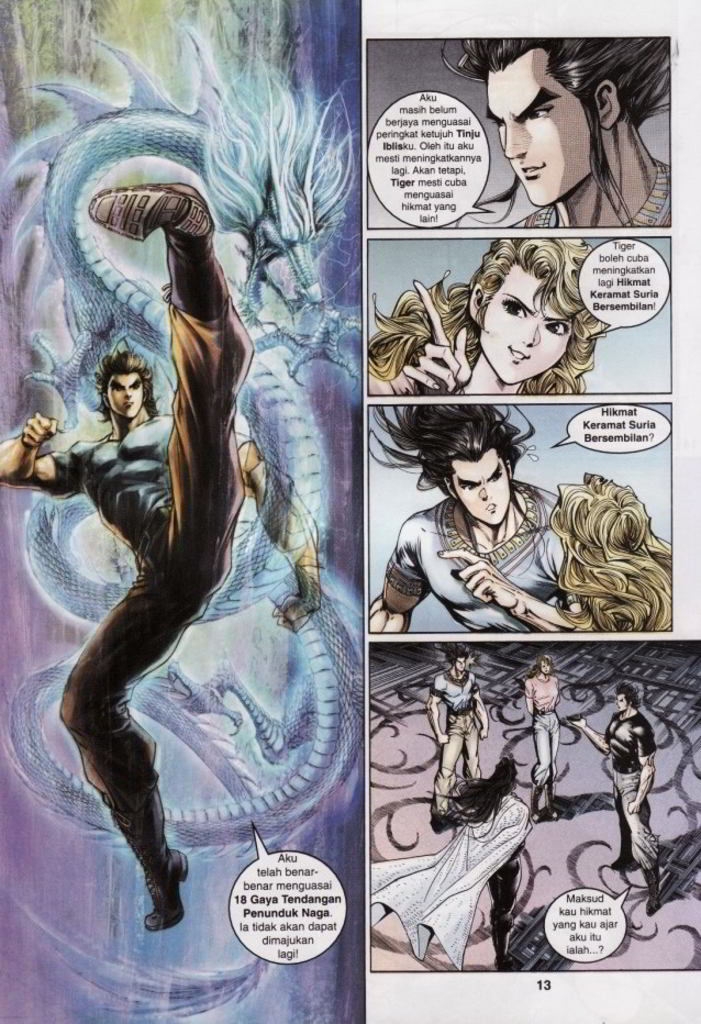 Aku
telah benar-
benar menguasai
18 Gaya Tendangan
Penunduk Naga.
Ia tidak akan dapat
dimajukan
lagi!
Aku
masih belum
berjaya menguasai
peringkat ketujuh Tinju
Iblisku. Oleh itu aku
mesti meningkatkannya
lagi. Akan tetapi,
Tiger mesti cuba
menguasai
hikmat yang
lain!
Tiger
boleh cuba
meningkatkan
lagi Hikmat
Keramat Suria
Bersembilan!
Hikmat
Keramat Suria
Bersembilan?
Maksud
kau hikmat
yang kau ajar
aku itu
ialah...?
13